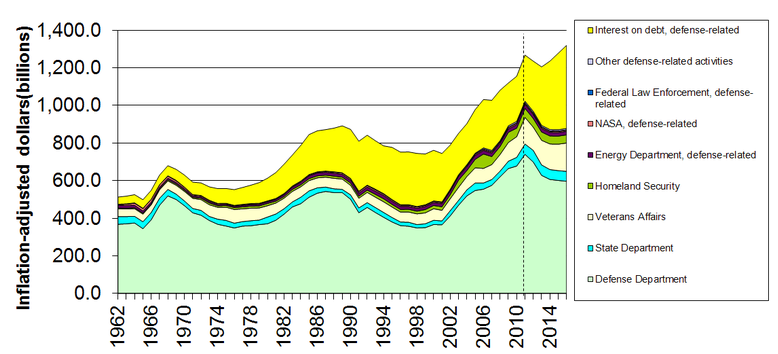 Inflation-adjusted dollars(billions)
1,400.0
1,200.0
1,000.0
800.0
600.0
400.0
200.0
0.0
1962
1966
1970
1974
1978
1982
1986
1990
1994
1998
2002
2006
2010
2014
Interest on debt, defense-related
Other defense-related activities
Federal Law Enforcement, defense-
related
NASA, defense-related
Energy Department, defense-related
Homeland Security
Veterans Affairs
State Department
Defense Department